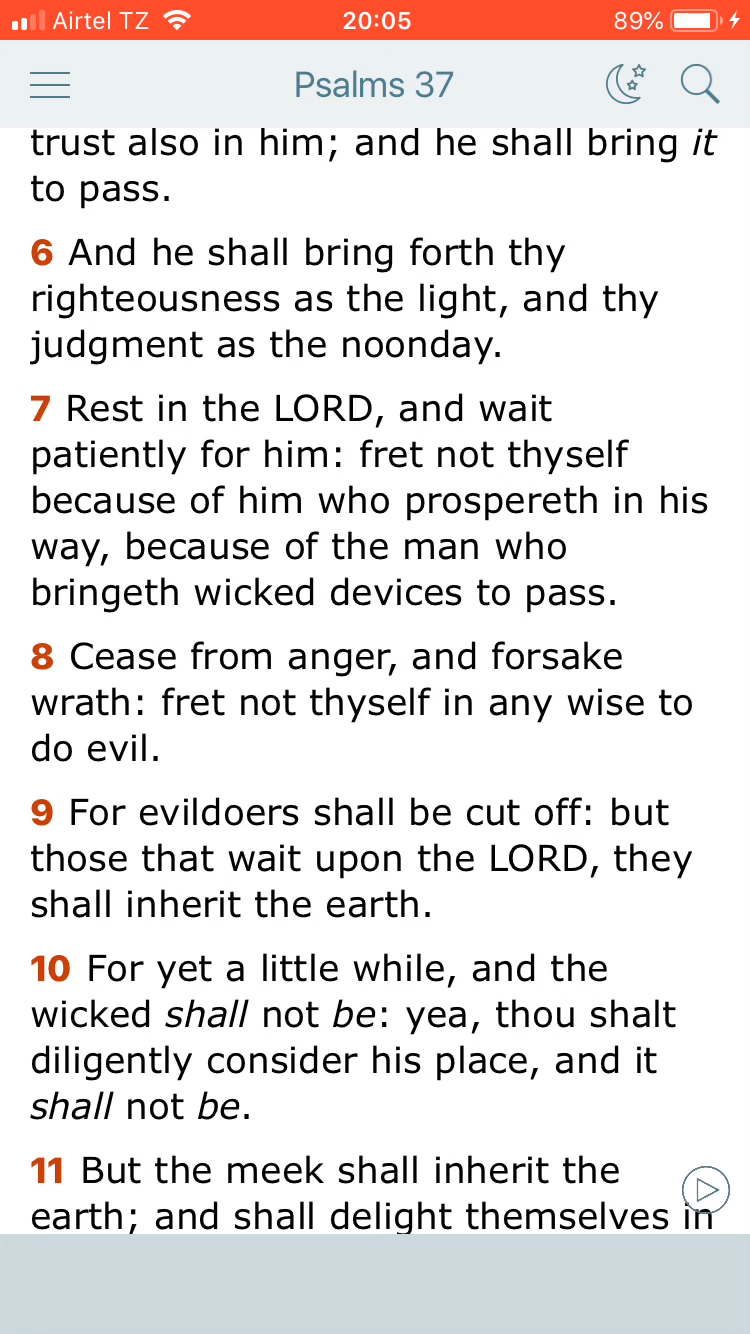 Airtel TZ 20:05 89%
Psalms 37
trust also in him; and he shall bring it
to pass.
6 And he shall bring forth thy
righteousness as the light, and thy
judgment as the noonday.
7 Rest in the LORD, and wait
patiently for him: fret not thyself
because of him who prospereth in his
way, because of the man who
bringeth wicked devices to pass.
8 Cease from anger, and forsake
wrath: fret not thyself in any wise to
do evil.
9 For evildoers shall be cut off: but
those that wait upon the LORD, they
shall inherit the earth.
10 For yet a little while, and the
wicked shall not be: yea, thou shalt
diligently consider his place, and it
shall not be.
11 But the meek shall inherit the
earth; and shall delight themselves in